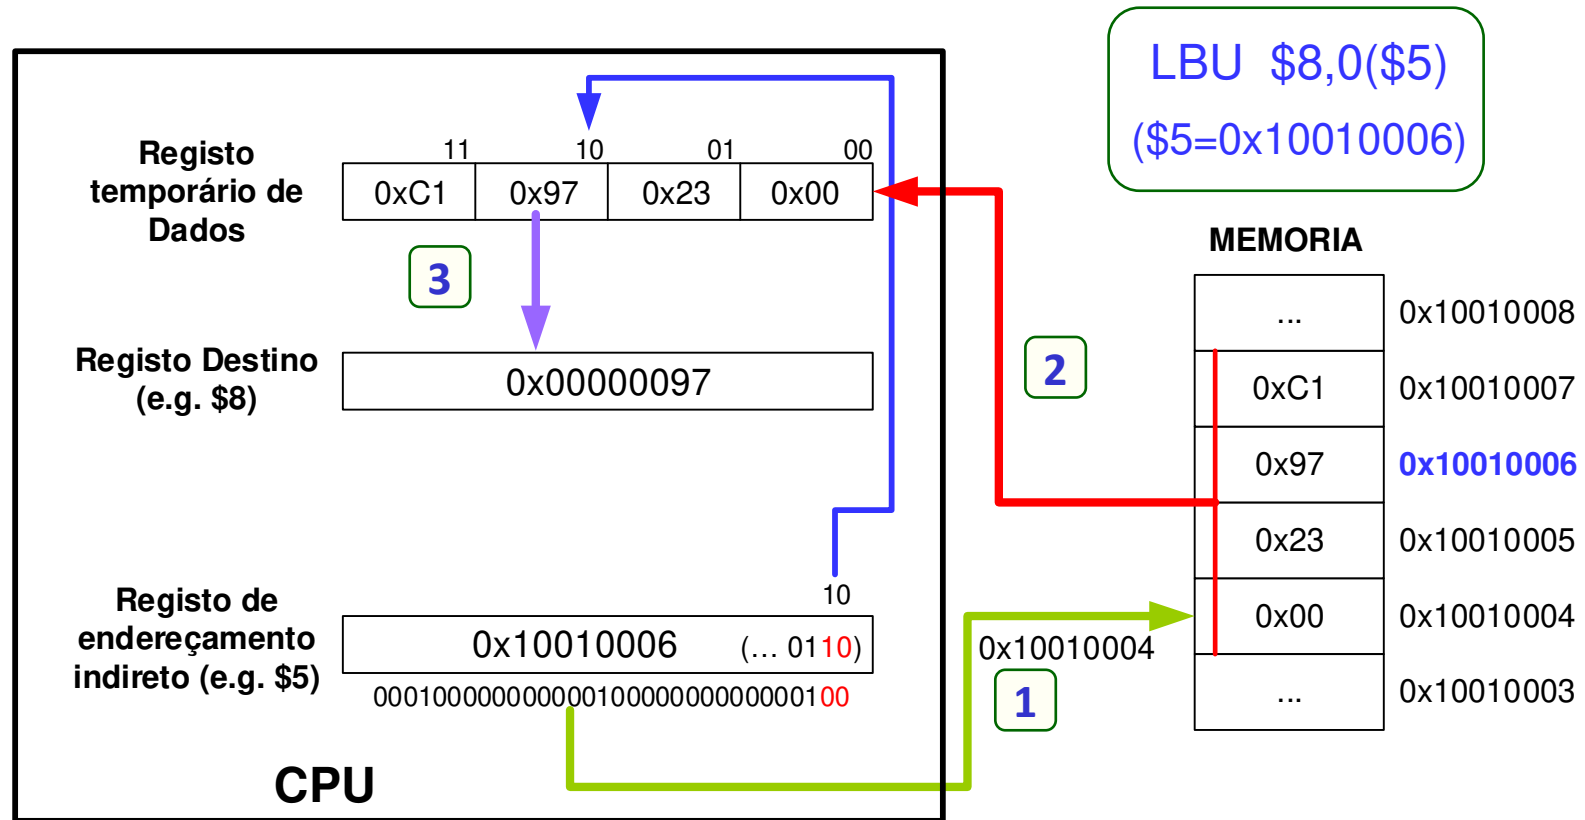 LBU $8,0($5)
($5=0x10010006)
Registo
temporário de
Dados
11 10 01 00
0xC1 0x97 0x23 0x00
3
Registo Destino
(e.g. $8)
0x00000097
10
Registo de
endereçamento
indireto (e.g. $5)
0x10010006 (... 0110)
00010000000000010000000000000100
CPU
0x10010004
1
2
MEMORIA
... 0x10010008
0xC1 0x10010007
0x97 0x10010006
0x23 0x10010005
0x00 0x10010004
... 0x10010003